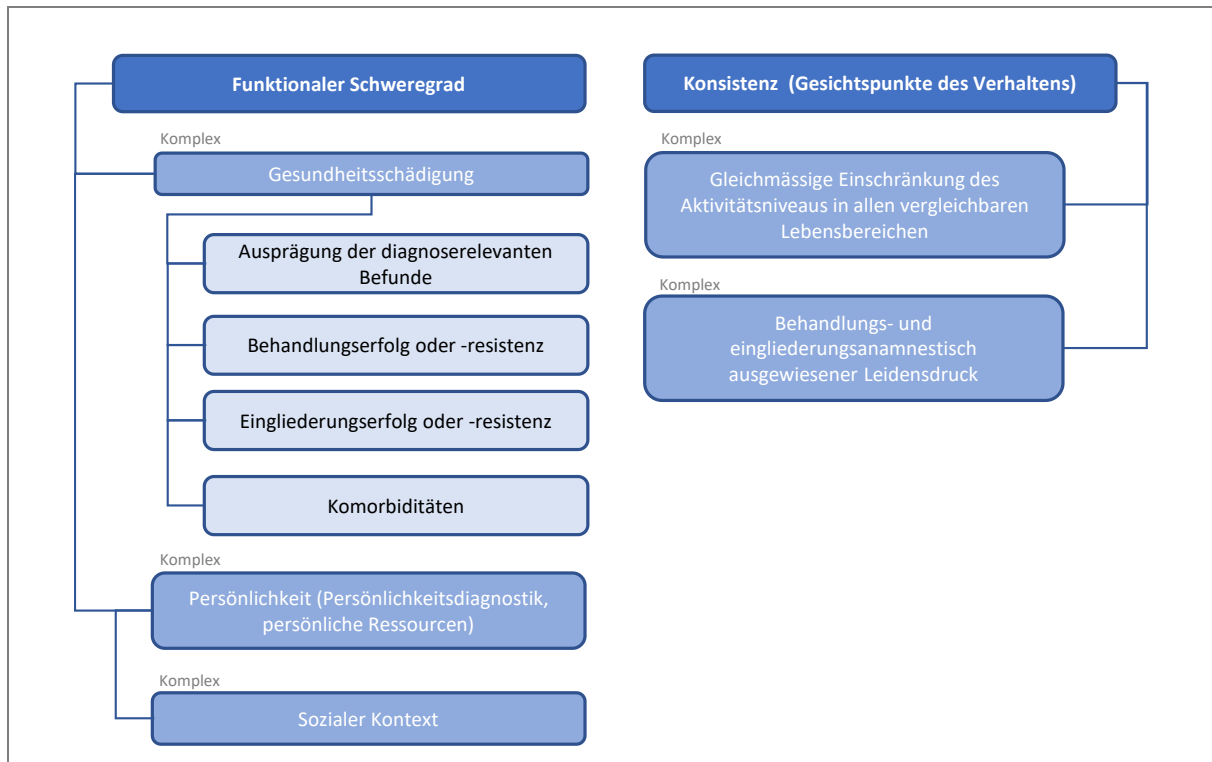 Funktionaler Schweregrad
Komplex
Gesundheitsschädigung
Ausprägung der diagnoserelevanten
Befunde
Behandlungserfolg oder -resistenz
Eingliederungserfolg oder -resistenz
Komorbiditäten
Komplex
Persönlichkeit (Persönlichkeitsdiagnostik,
persönliche Ressourcen)
Komplex
Sozialer Kontext
Konsistenz (Gesichtspunkte des Verhaltens)
Komplex
Gleichmässige Einschränkung des
Aktivitätsniveaus in allen vergleichbaren
Lebensbereichen
Komplex
Behandlungs- und
eingliederungsanamnestisch
ausgewiesener Leidensdruck